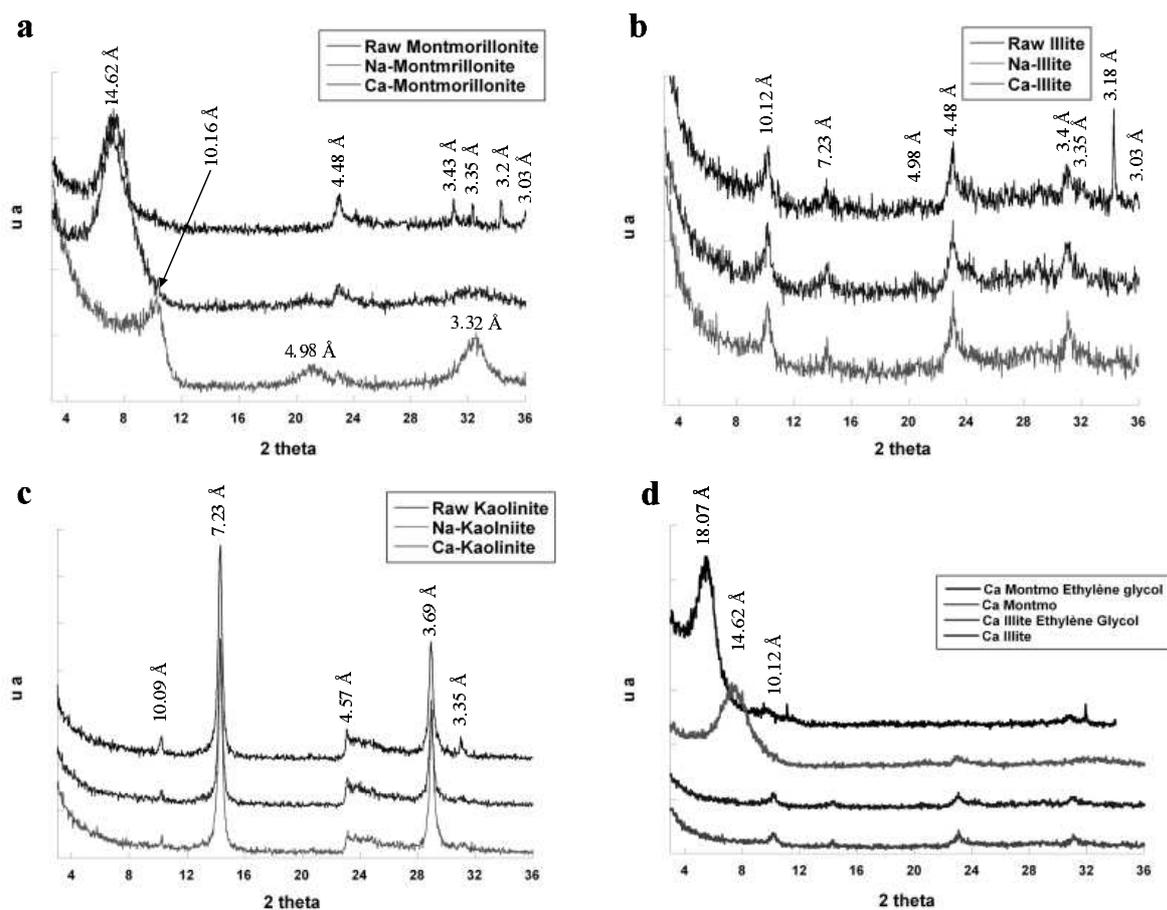 a
Raw Montmorillonite
Na-Montmrillonite
Ca-Montmorillonite
14.62 Å
10.16 Å
4.48 Å
3.43 Å
3.35 Å
3.2 Å
3.03 Å
4.98 Å
3.32 Å
u a
4 8 12 16 20 24 28 32 36
2 theta
b
Raw Illite
Na-Illite
Ca-Illite
10.12 Å
7.23 Å
4.98 Å
4.48 Å
3.4 Å
3.35 Å
3.18 Å
3.03 Å
u a
4 8 12 16 20 24 28 32 36
2 theta
c
Raw Kaolinite
Na-Kaolniite
Ca-Kaolinite
10.09 Å
7.23 Å
4.57 Å
3.69 Å
3.35 Å
u a
4 8 12 16 20 24 28 32 36
2 theta
d
Ca Montmo Ethylène glycol
Ca Montmo
Ca Illite Ethylène Glycol
Ca Illite
18.07 Å
14.62 Å
10.12 Å
u a
4 8 12 16 20 24 28 32 36
2 theta